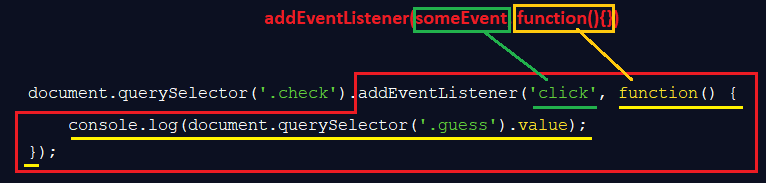 addEventListener(someEvent function(){})
document.querySelector('.check').addEventListener('click', function() {
console.log(document.querySelector('.guess').value);
});